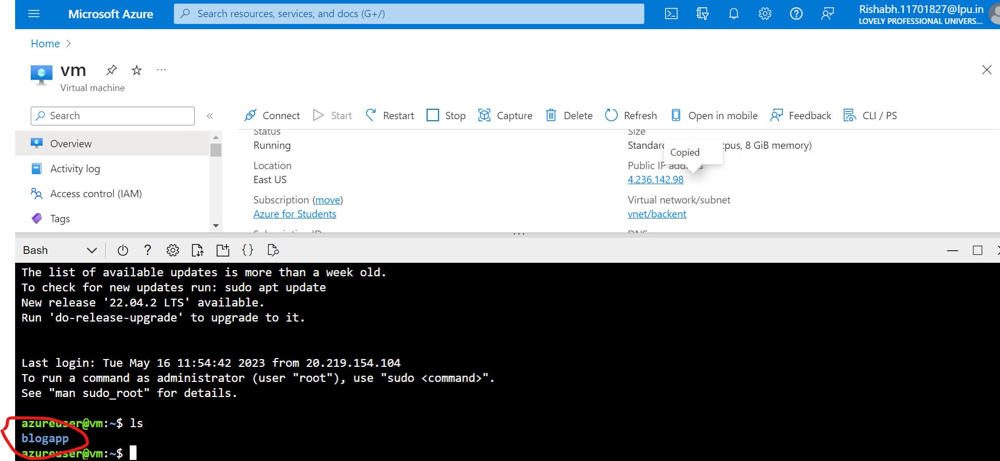 Microsoft Azure
Search resources, services, and docs (G+/)
Rishabh.11701827@lpu.in
LOVELY PROFESSIONAL UNIVERS...
Home
vm
Virtual machine
Search
Connect
Start
Restart
Stop
Capture
Delete
Refresh
Open in mobile
Feedback
CLI / PS
Overview
Activity log
Access control (IAM)
Tags
Status
Running
Location
East US
Subscription (move)
Azure for Students
Subscription ID
Size
Standard cpus, 8 GiB memory)
Copied
Public IP address
4.236.142.98
Virtual network/subnet
vnet/backent
DNS
Bash
The list of available updates is more than a week old.
To check for new updates run: sudo apt update
New release '22.04.2 LTS' available.
Run 'do-release-upgrade' to upgrade to it.
Last login: Tue May 16 11:54:42 2023 from 20.219.154.104
To run a command as administrator (user "root"), use "sudo <command>".
See "man sudo_root" for details.
azureuser@vm:~$ ls
blogapp
azureuser@vm:~$